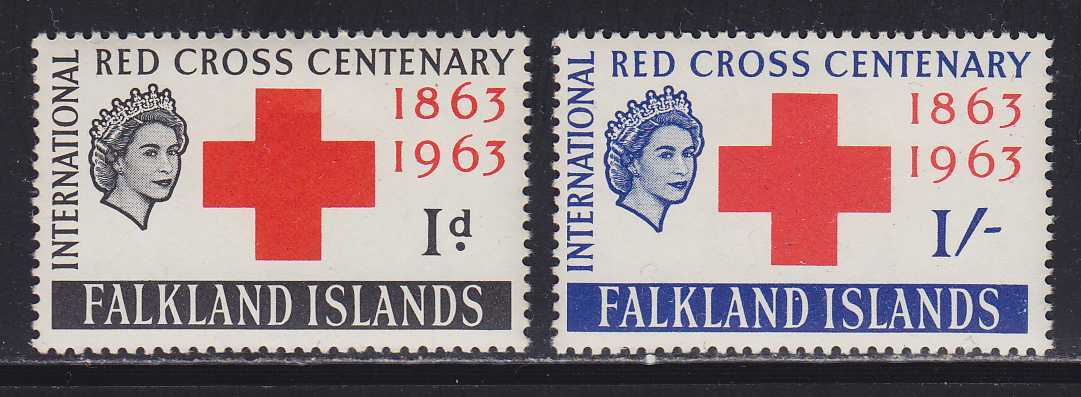 INTERNATIONAL
RED CROSS CENTENARY
1863
1963
1d
FALKLAND ISLANDS
INTERNATIONAL
RED CROSS CENTENARY
1863
1963
1/-
FALKLAND ISLANDS